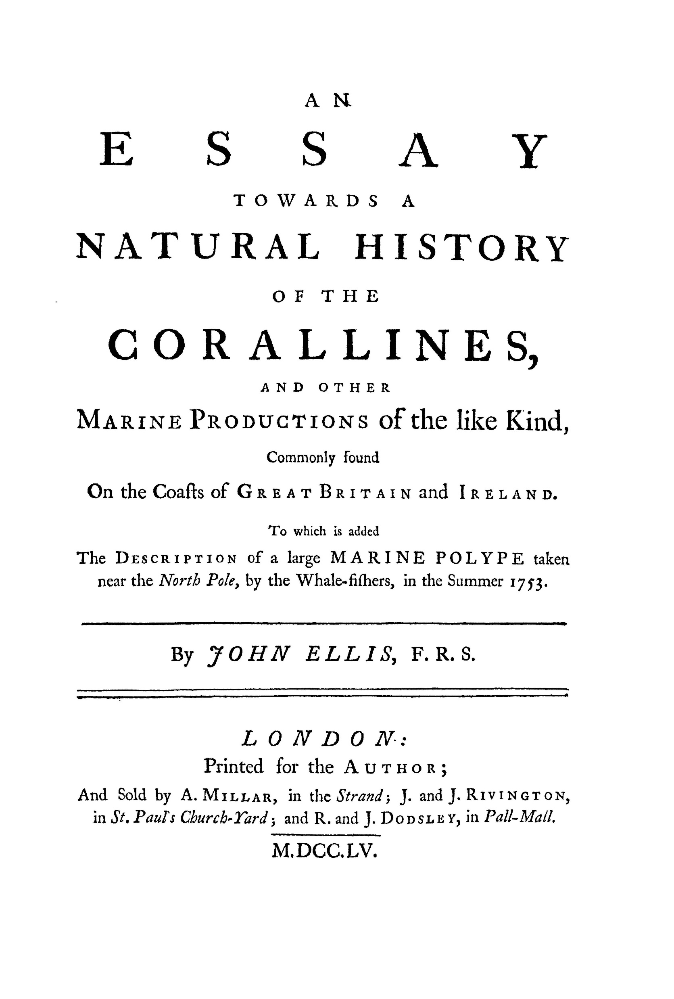 AN
ESSAY
TOWARDS A
NATURAL HISTORY
OF THE
CORALLINES,
AND OTHER
MARINE PRODUCTIONS of the like Kind,
Commonly found
On the Coaſts of GREAT BRITAIN and IRELAND.
To which is added
The DESCRIPTION of a large MARINE POLYPE taken
near the North Pole, by the Whale-fiſhers, in the Summer 1753.
By JOHN ELLIS, F. R. S.
LONDON:
Printed for the AUTHOR;
And Sold by A. MILLAR, in the Strand; J. and J. RIVINGTON,
in St. Paul's Church-Yard; and R. and J. DODSLEY, in Pall-Mall.
M.DCC.LV.